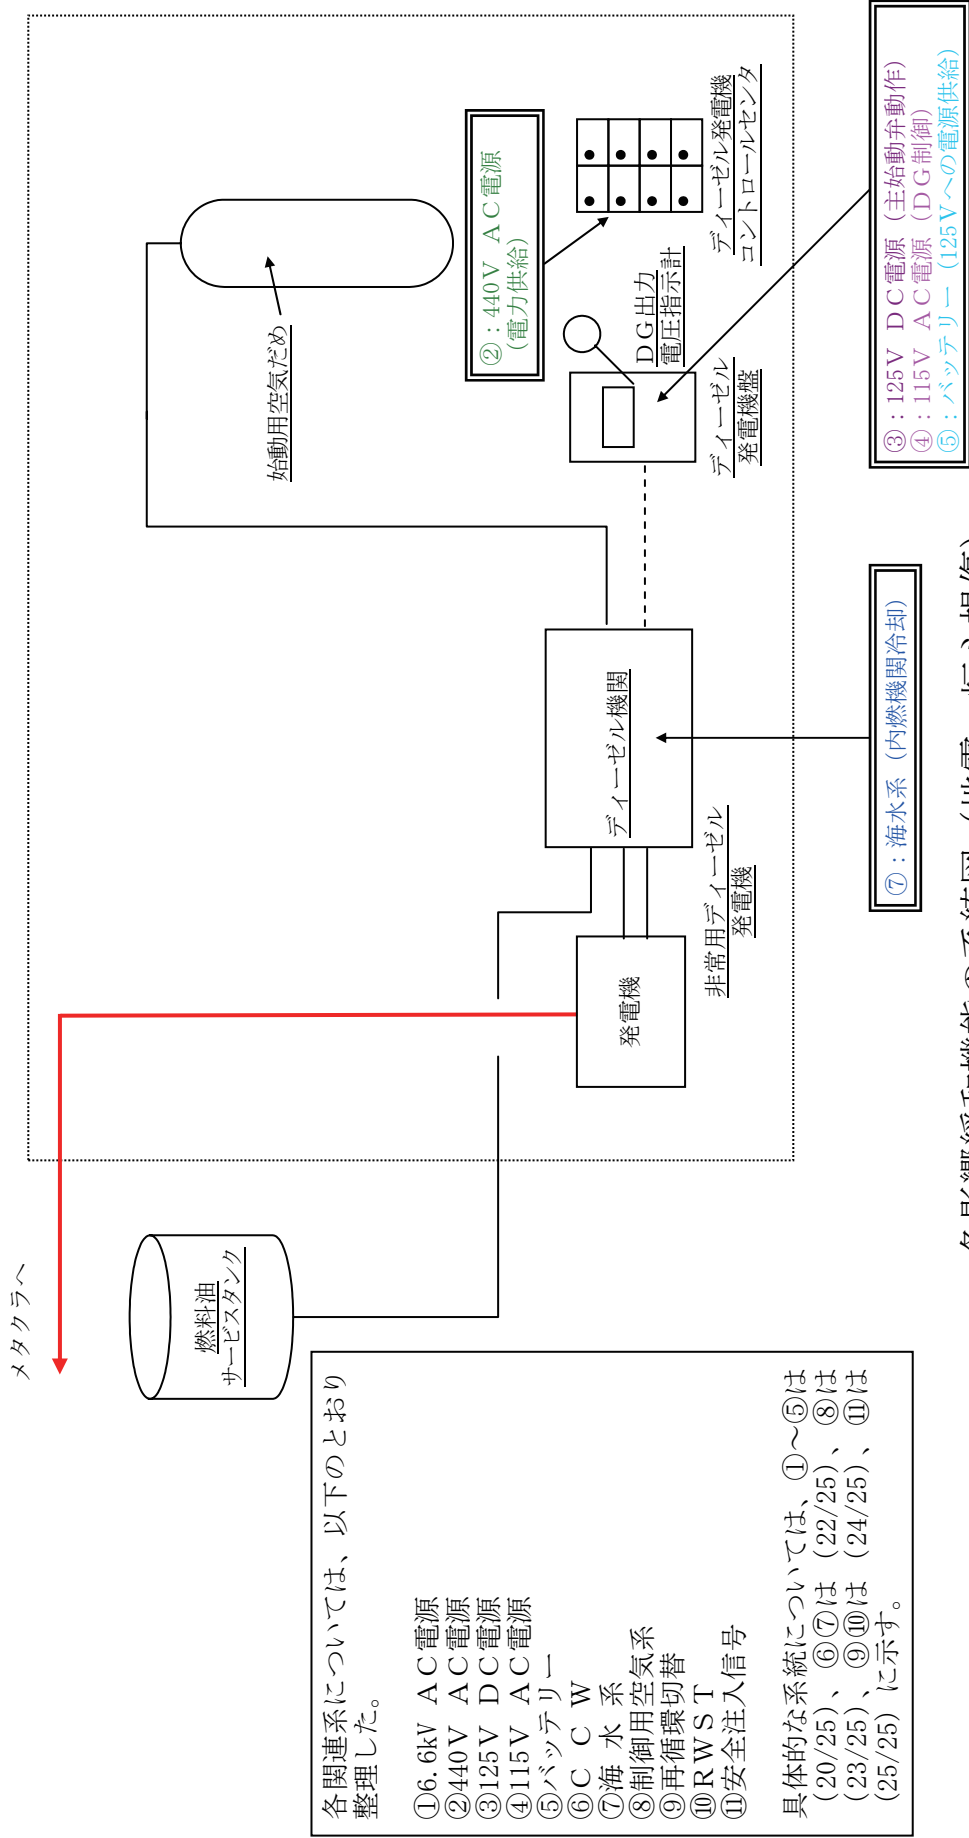 メタクラへ
燃料油
サービスタンク
始動用空気だめ
②：440V AC電源
(電力供給)
ディーゼル発電機
コントロールセンタ
DG出力
電圧指示計
ディーゼル
発電機盤
ディーゼル機関
発電機
非常用ディーゼル
発電機
③：125V DC電源（主始動弁動作）
④：115V AC電源（DG制御）
⑤：バッテリー（125Vへの電源供給）
⑦：海水系（内燃機関冷却）
各関連系については、以下のとおり
整理した。
①6.6kV AC電源
②440V AC電源
③125V DC電源
④115V AC電源
⑤バッテリー
⑥ＣＣＷ
⑦海水系
⑧制御用空気系
⑨再循環切替
⑩ＲＷＳＴ
⑪安全注入信号
具体的な系統については、①～⑤は
(20/25)、⑥⑦は(22/25)、⑧は
(23/25)、⑨⑩は(24/25)、⑪は
(25/25)に示す。